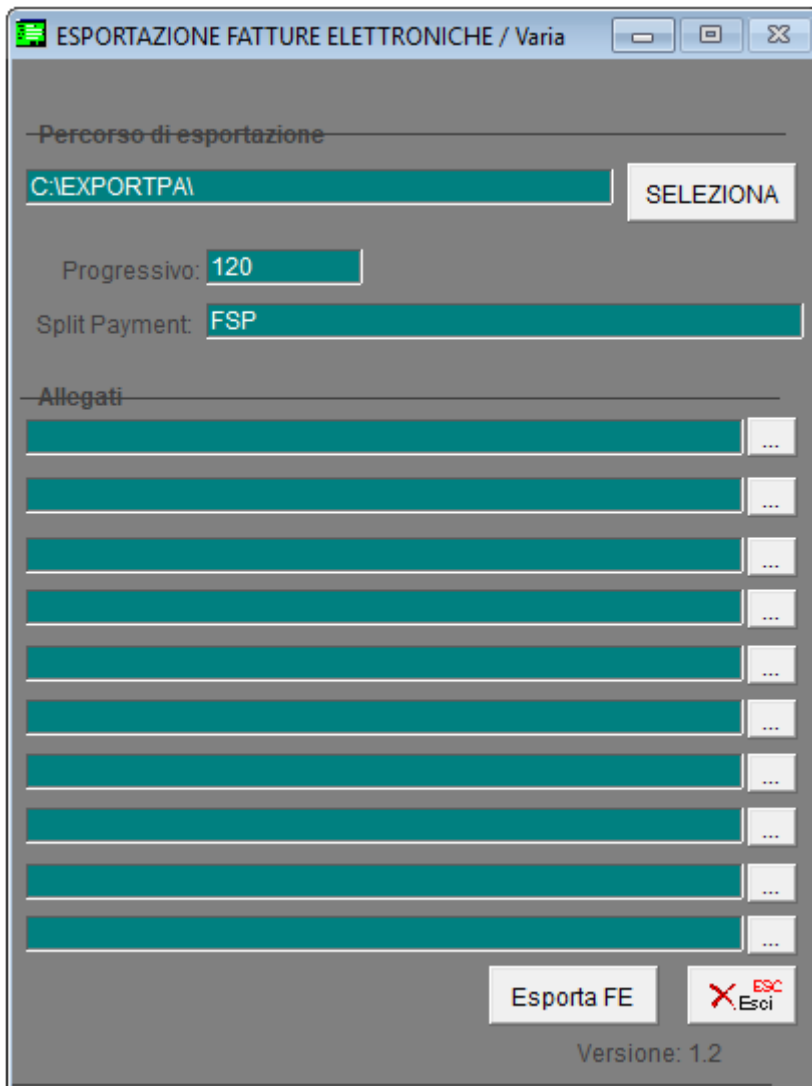 ESPORTAZIONE FATTURE ELETTRONICHE / Varia
Percorso di esportazione
C:\EXPORTPA\
SELEZIONA
Progressivo: 120
Split Payment: FSP
Allegati
...
...
...
...
...
...
...
...
...
...
Esporta FE
ESC
Esci
Versione: 1.2